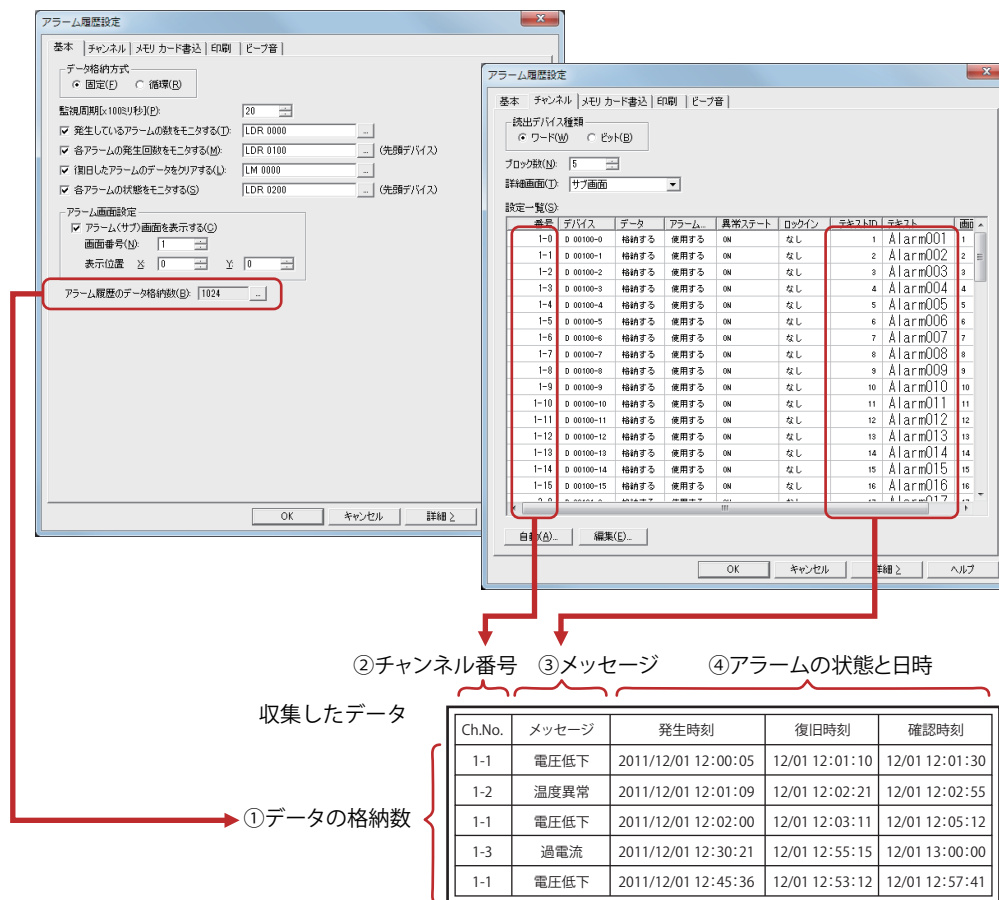 アラーム履歴設定
基本 チャンネル メモリ カード書込 印刷 ビープ音
データ格納方式
固定(F) 循環(R)
監視周期[x100ミリ秒](P): 20
発生しているアラームの数をモニタする(T): LDR 0000 ...
各アラームの発生回数をモニタする(M): LDR 0100 ... (先頭デバイス)
復旧したアラームのデータをクリアする(L): LM 0000 ...
各アラームの状態をモニタする(S) LDR 0200 ... (先頭デバイス)
アラーム画面設定
アラーム(サブ)画面を表示する(C)
画面番号(N): 1
表示位置 X: 0 Y: 0
アラーム履歴のデータ格納数(B): 1024 ...
OK キャンセル 詳細 >
アラーム履歴設定
基本 チャンネル メモリ カード書込 印刷 ビープ音
読出デバイス種類
ワード(W) ビット(B)
ブロック数(N): 5
詳細画面(T): サブ画面
設定一覧(S):
番号 デバイス データ アラーム... 異常ステート ロックイン テキストID テキスト
1-0 D 00100-0 格納する 使用する ON なし 1 Alarm001 1
1-1 D 00100-1 格納する 使用する ON なし 2 Alarm002 2
1-2 D 00100-2 格納する 使用する ON なし 3 Alarm003 3
1-3 D 00100-3 格納する 使用する ON なし 4 Alarm004 4
1-4 D 00100-4 格納する 使用する ON なし 5 Alarm005 5
1-5 D 00100-5 格納する 使用する ON なし 6 Alarm006 6
1-6 D 00100-6 格納する 使用する ON なし 7 Alarm007 7
1-7 D 00100-7 格納する 使用する ON なし 8 Alarm008 8
1-8 D 00100-8 格納する 使用する ON なし 9 Alarm009 9
1-9 D 00100-9 格納する 使用する ON なし 10 Alarm010 10
1-10 D 00100-10 格納する 使用する ON なし 11 Alarm011 11
1-11 D 00100-11 格納する 使用する ON なし 12 Alarm012 12
1-12 D 00100-12 格納する 使用する ON なし 13 Alarm013 13
1-13 D 00100-13 格納する 使用する ON なし 14 Alarm014 14
1-14 D 00100-14 格納する 使用する ON なし 15 Alarm015 15
1-15 D 00100-15 格納する 使用する ON なし 16 Alarm016 16
Alarm017
自動(A)... 編集(E)...
OK キャンセル 詳細 > ヘルプ
②チャンネル番号 ③メッセージ ④アラームの状態と日時
収集したデータ
①データの格納数
Ch.No. メッセージ 発生時刻 復旧時刻 確認時刻
1-1 電圧低下 2011/12/01 12:00:05 12/01 12:01:10 12/01 12:01:30
1-2 温度異常 2011/12/01 12:01:09 12/01 12:02:21 12/01 12:02:55
1-1 電圧低下 2011/12/01 12:02:00 12/01 12:03:11 12/01 12:05:12
1-3 過電流 2011/12/01 12:30:21 12/01 12:55:15 12/01 13:00:00
1-1 電圧低下 2011/12/01 12:45:36 12/01 12:53:12 12/01 12:57:41